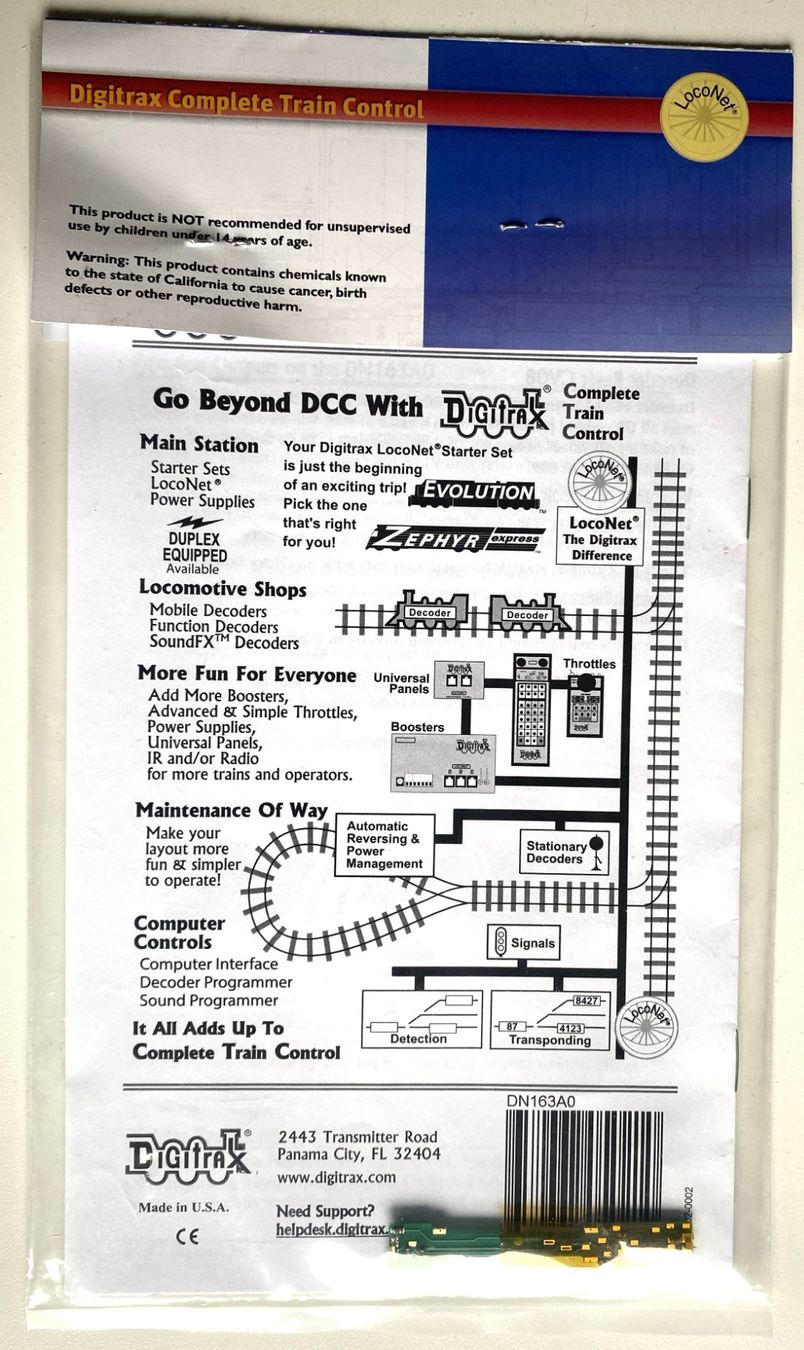 Digitrax Complete Train Control
LocoNet®
This product is NOT recommended for unsupervised
use by children under 14 years of age.
Warning: This product contains chemicals known
to the state of California to cause cancer, birth
defects or other reproductive harm.
Go Beyond DCC With DIGITRAX® Complete
Train
Control
Main Station
Starter Sets
LocoNet®
Power Supplies
DUPLEX
EQUIPPED
Available
Your Digitrax LocoNet® Starter Set
is just the beginning
of an exciting trip!
Pick the one
that's right
for you!
EVOLUTION™
ZEPHYR express™
LocoNet®
LocoNet®
The Digitrax
Difference
Locomotive Shops
Mobile Decoders
Function Decoders
SoundFX™ Decoders
Decoder
Decoder
More Fun For Everyone
Add More Boosters,
Advanced & Simple Throttles,
Power Supplies,
Universal Panels,
IR and/or Radio
for more trains and operators.
Universal
Panels
Throttles
Boosters
Maintenance Of Way
Make your
layout more
fun & simpler
to operate!
Automatic
Reversing &
Power
Management
Stationary
Decoders
Computer
Controls
Computer Interface
Decoder Programmer
Sound Programmer
Signals
Detection
8427
87
4123
Transponding
LocoNet®
It All Adds Up To
Complete Train Control
DIGITRAX®
Made in U.S.A.
CE
2443 Transmitter Road
Panama City, FL 32404
www.digitrax.com
Need Support?
helpdesk.digitrax.
DN163A0